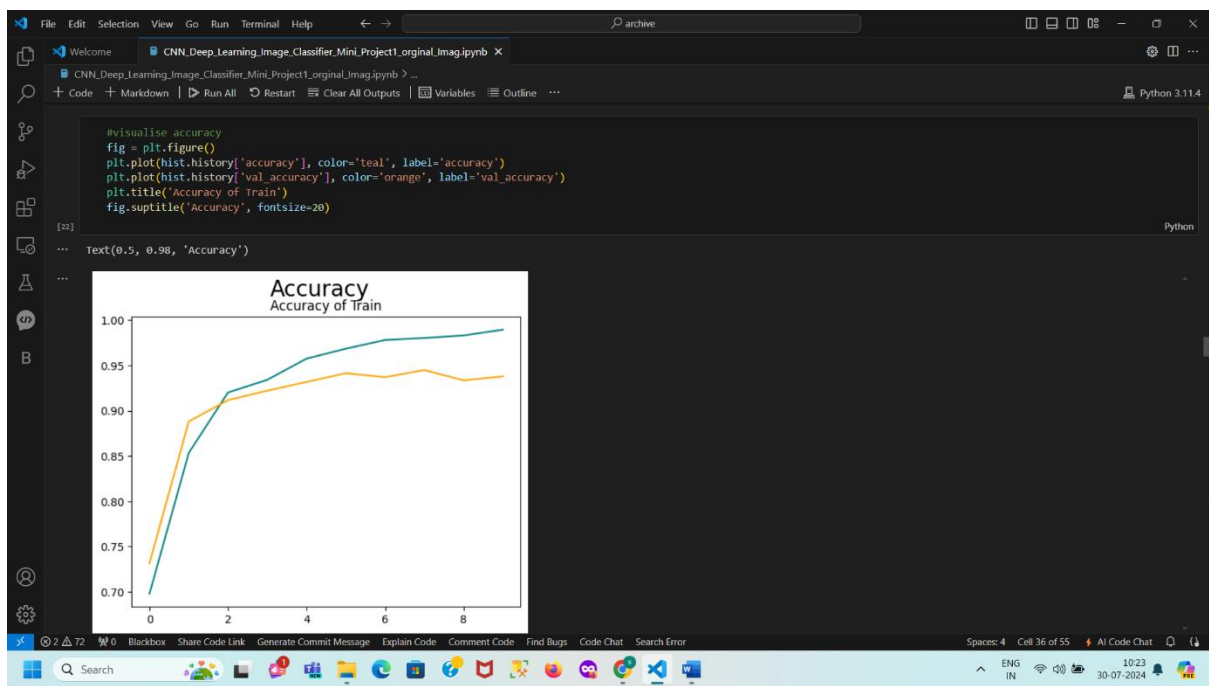 File Edit Selection View Go Run Terminal Help
archive
Welcome
CNN_Deep_Learning_Image_Classifier_Mini_Project1_orginal_Imag.ipynb
CNN_Deep_Learning_Image_Classifier_Mini_Project1_orginal_Imag.ipynb > ...
+ Code + Markdown | Run All Restart Clear All Outputs | Variables Outline ...
Python 3.11.4
#visualise accuracy
fig = plt.figure()
plt.plot(hist.history['accuracy'], color='teal', label='accuracy')
plt.plot(hist.history['val_accuracy'], color='orange', label='val_accuracy')
plt.title('Accuracy of Train')
fig.suptitle('Accuracy', fontsize=20)
[22]
Python
... Text(0.5, 0.98, 'Accuracy')
...
Accuracy
Accuracy of Train
1.00
0.95
0.90
0.85
0.80
0.75
0.70
0 2 4 6 8
B
2 72 0 Blackbox Share Code Link Generate Commit Message Explain Code Comment Code Find Bugs Code Chat Search Error
Spaces: 4 Cell 36 of 55 AI Code Chat
Search
ENG
IN
10:23
30-07-2024